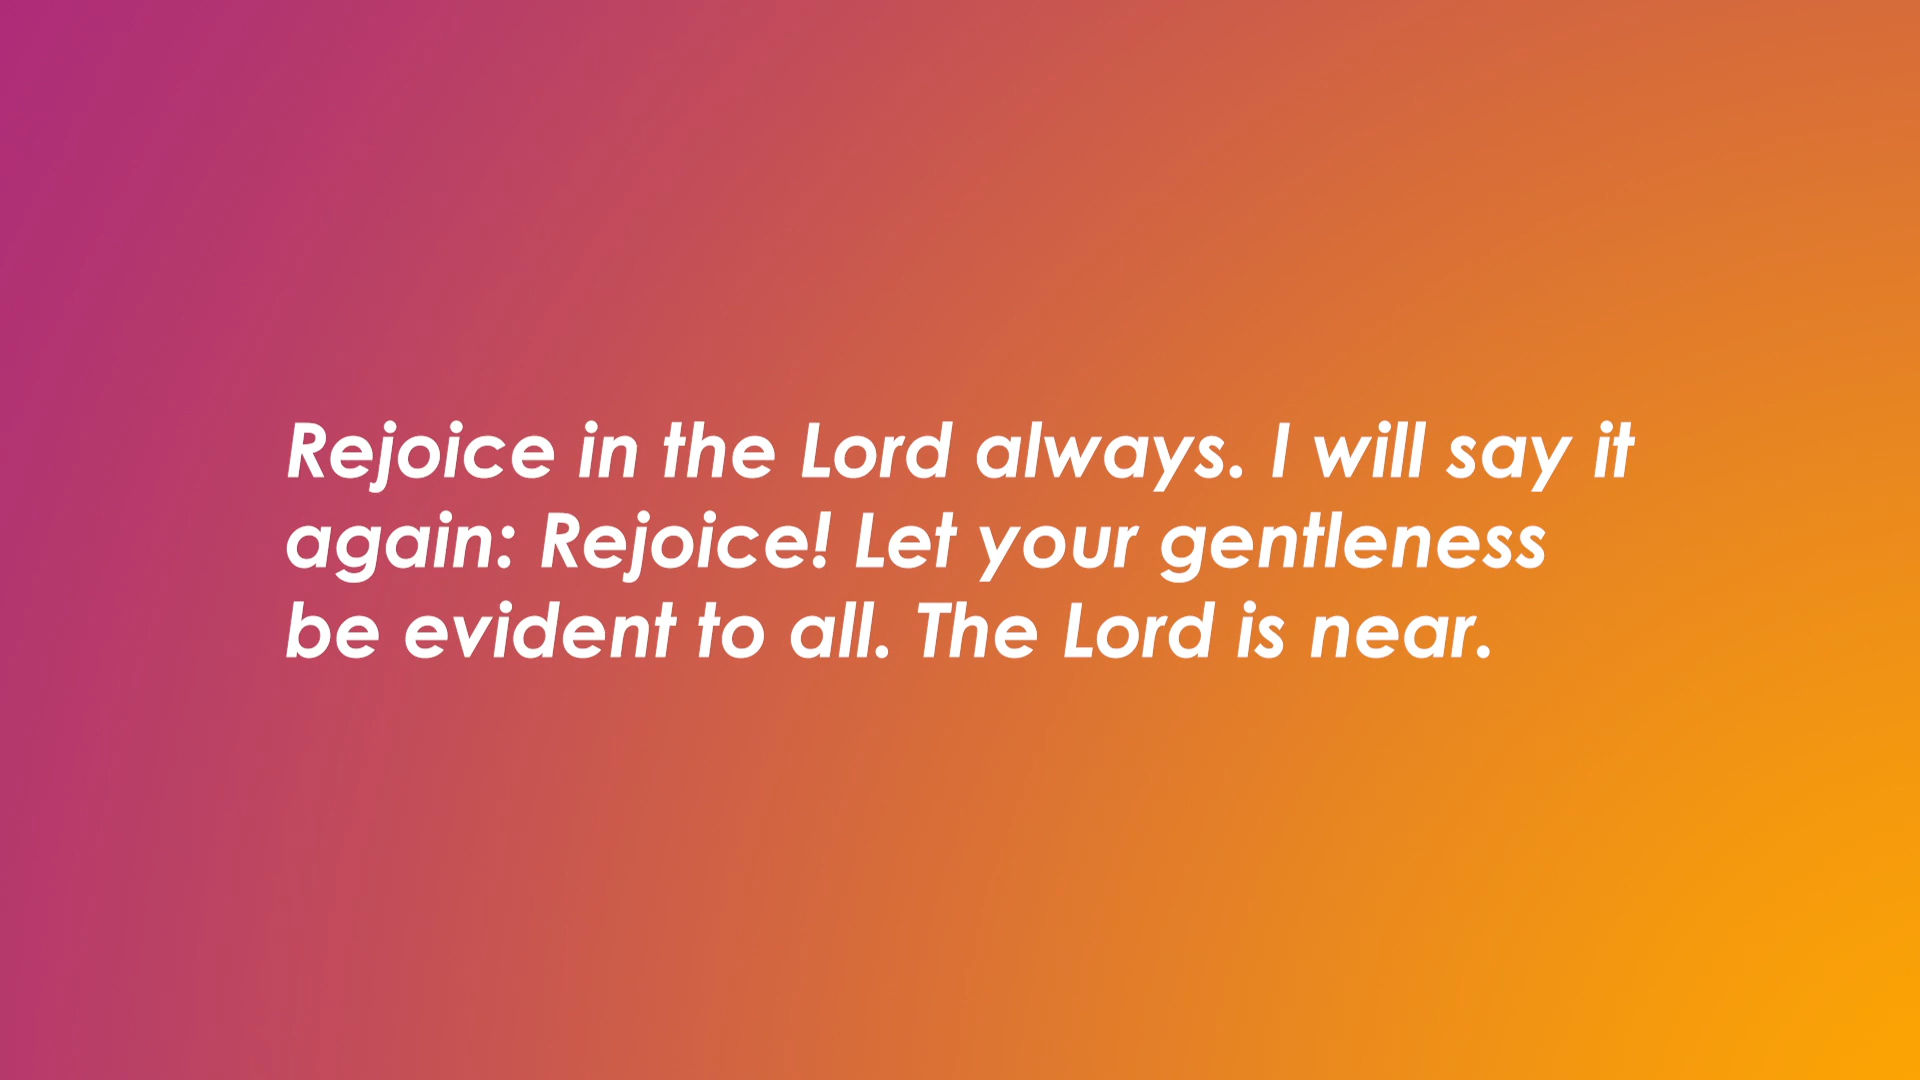 Rejoice in the Lord always. I will say it
again: Rejoice! Let your gentleness
be evident to all. The Lord is near.